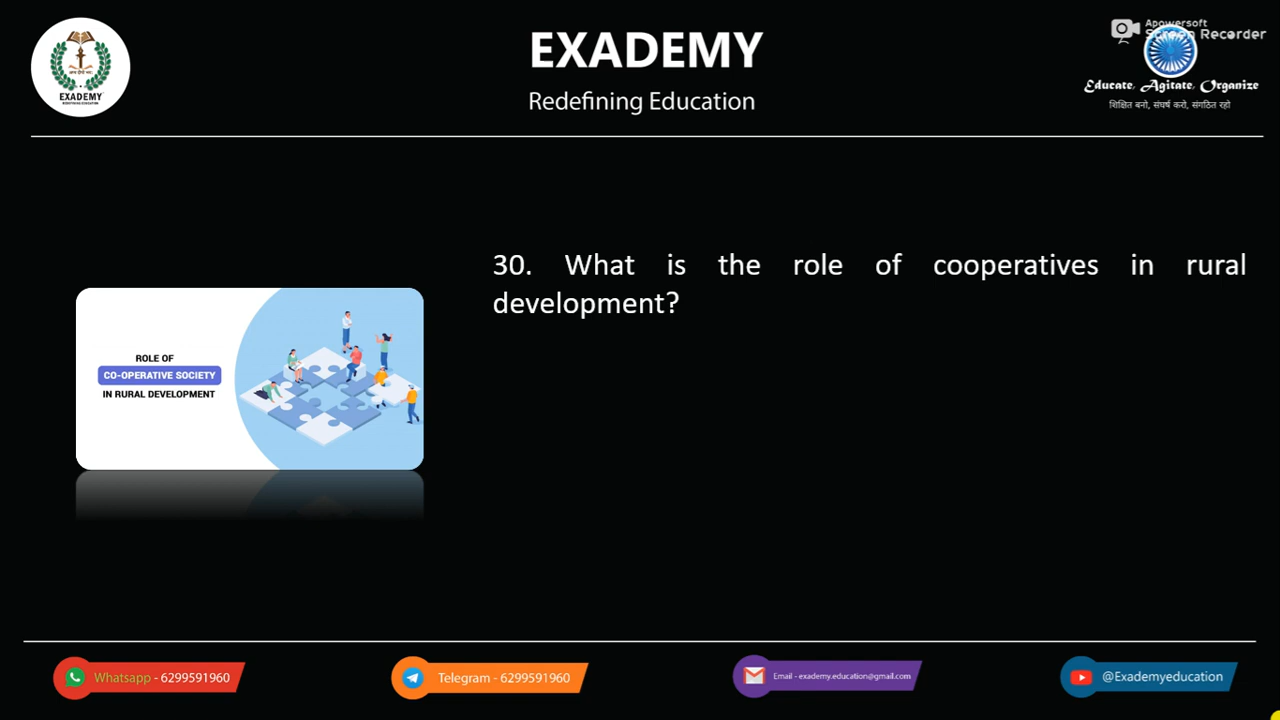 EXADEMY
Redefining Education
EXADEMY
REDEFINING EDUCATION
Apowersoft
Screen Recorder
Educate, Agitate, Organize
शिक्षित बनो, संघर्ष करो, संगठित रहो
30. What is the role of cooperatives in rural
development?
ROLE OF
CO-OPERATIVE SOCIETY
IN RURAL DEVELOPMENT
Whatsapp - 6299591960
Telegram - 6299591960
Email - exademy.education@gmail.com
@Exademyeducation